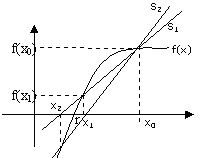 S₂
S₁
f(x₀)
f(x)
f(x₁)
x₂
r
x₁
x₀